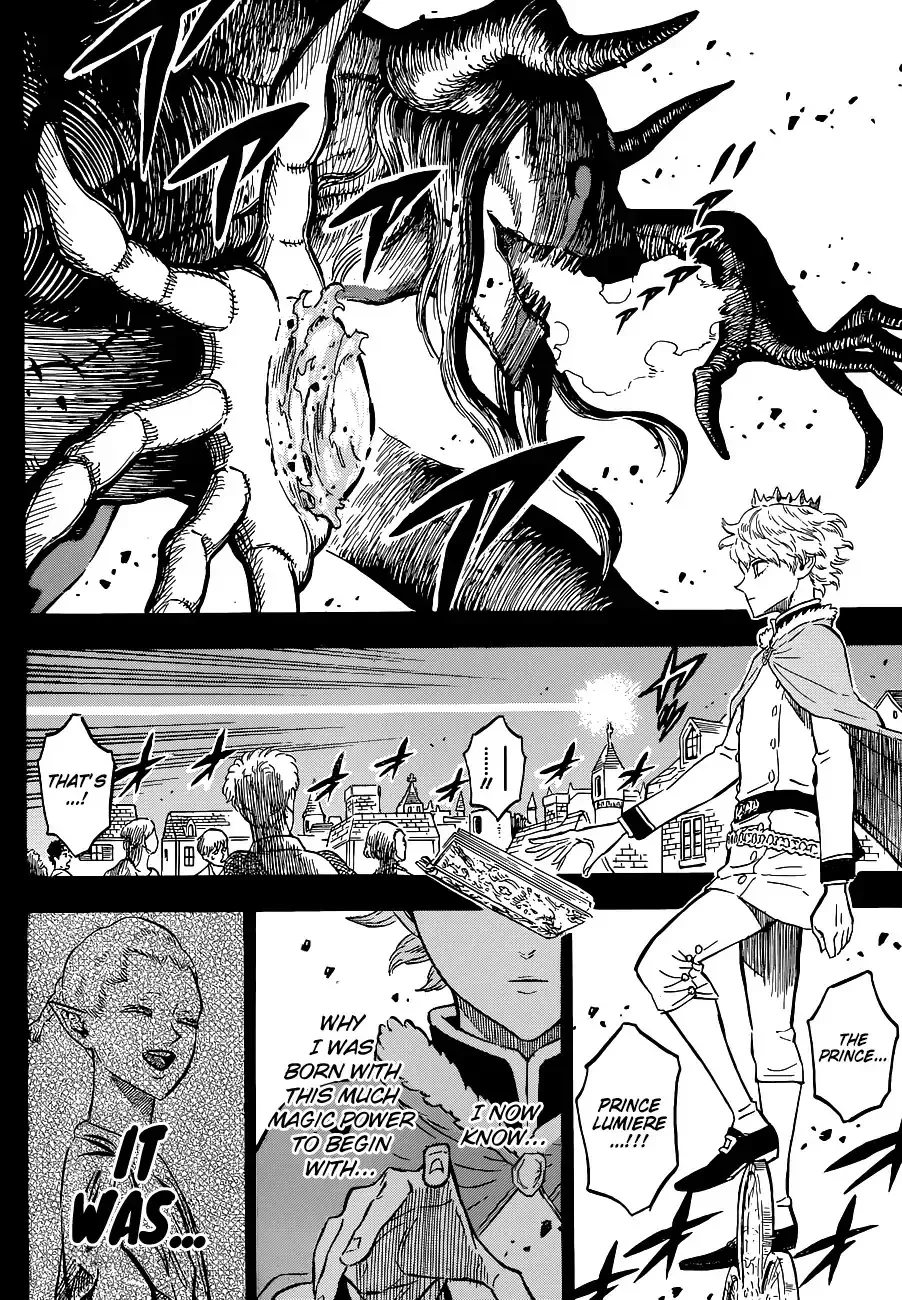 THAT'S
...!
......!!
THE
PRINCE...
PRINCE
LUMIERE
...!!!
I NOW
KNOW...
WHY
I WAS
BORN WITH
THIS MUCH
MAGIC POWER
TO BEGIN
WITH...
IT
WAS...